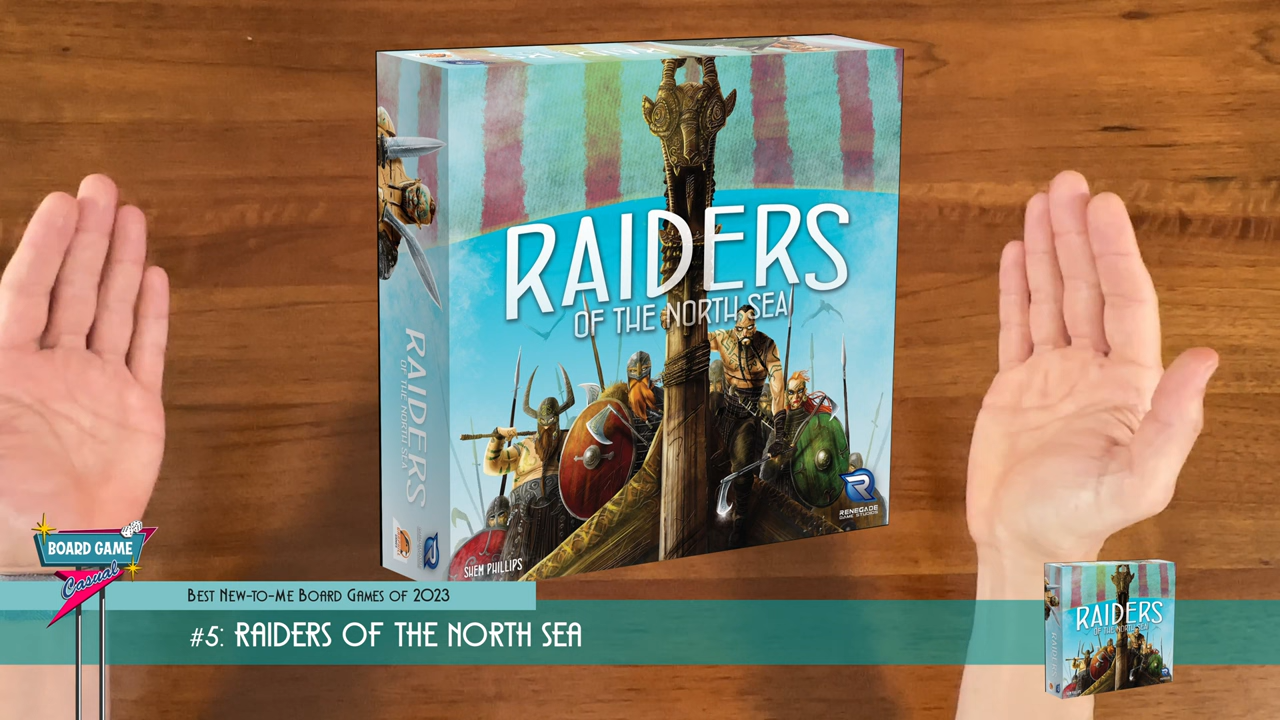 RAIDERS
OF THE NORTH SEA
RAIDERS
OF THE NORTH SEA
RENEGADE
GAME STUDIOS
SHEM PHILLIPS
BOARD GAME
Casual
BEST NEW-TO-ME BOARD GAMES OF 2023
#5: RAIDERS OF THE NORTH SEA
RAIDERS
OF THE NORTH SEA
RAIDERS